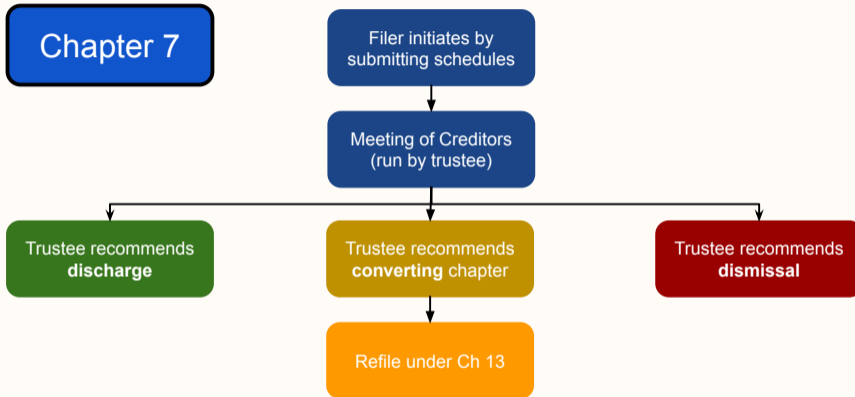 Chapter 7
Filer initiates by
submitting schedules
Meeting of Creditors
(run by trustee)
Trustee recommends
discharge
Trustee recommends
converting chapter
Trustee recommends
dismissal
Refile under Ch 13